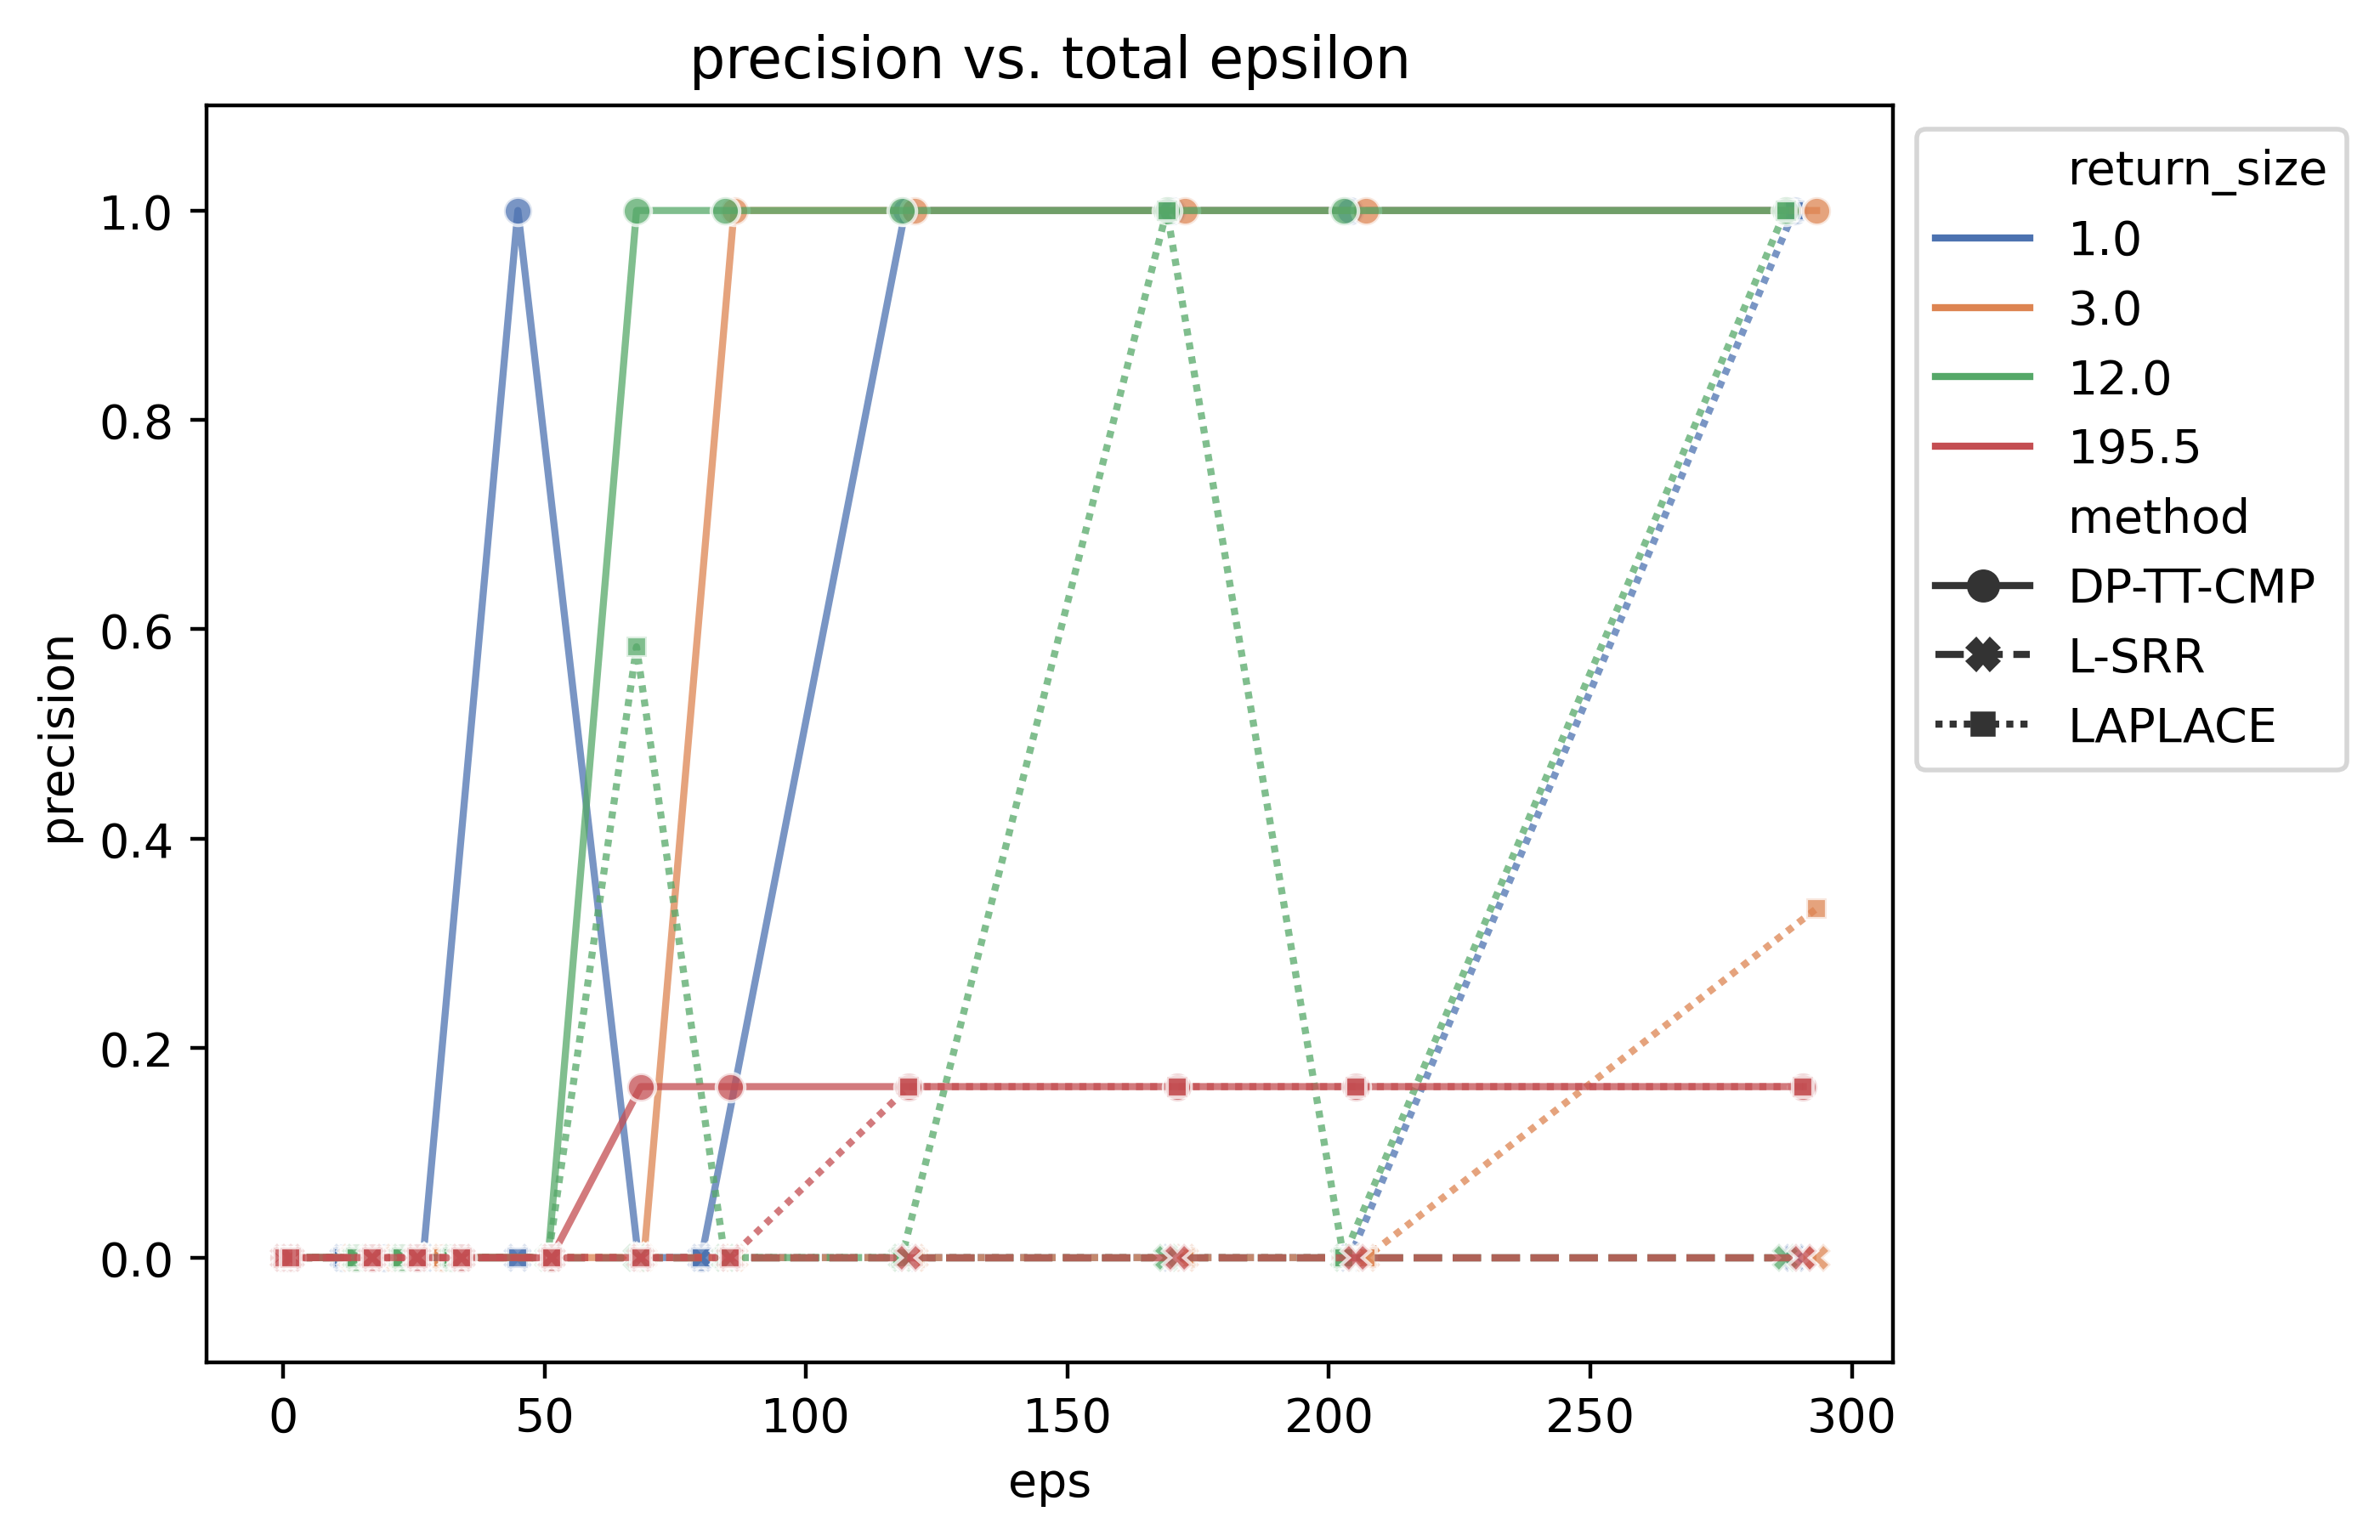 precision vs. total epsilon
precision
1.0
0.8
0.6
0.4
0.2
0.0
0 50 100 150 200 250 300
eps
return_size
1.0
3.0
12.0
195.5
method
DP-TT-CMP
L-SRR
LAPLACE